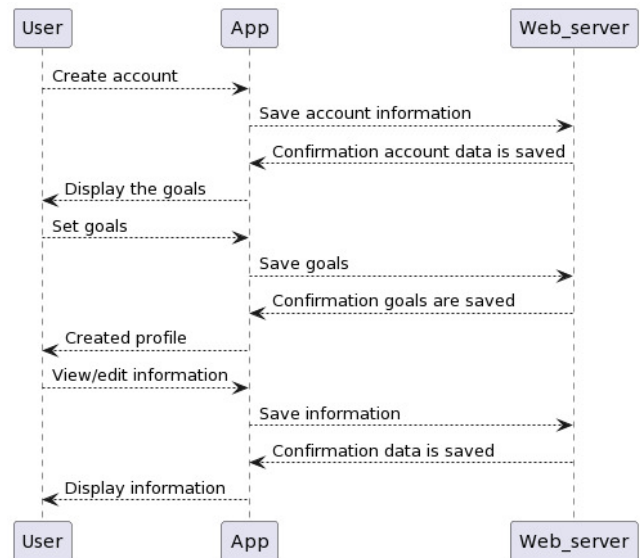 User App Web_server
Create account
Save account information
Confirmation account data is saved
Display the goals
Set goals
Save goals
Confirmation goals are saved
Created profile
View/edit information
Save information
Confirmation data is saved
Display information
User App Web_server